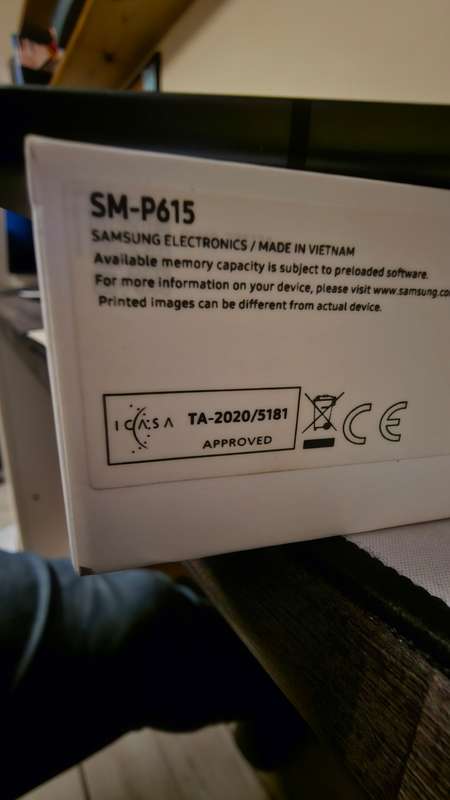 SM-P615
SAMSUNG ELECTRONICS / MADE IN VIETNAM
Available memory capacity is subject to preloaded software.
For more information on your device, please visit www.samsung.co
Printed images can be different from actual device.
ICASA TA-2020/5181
APPROVED
CE